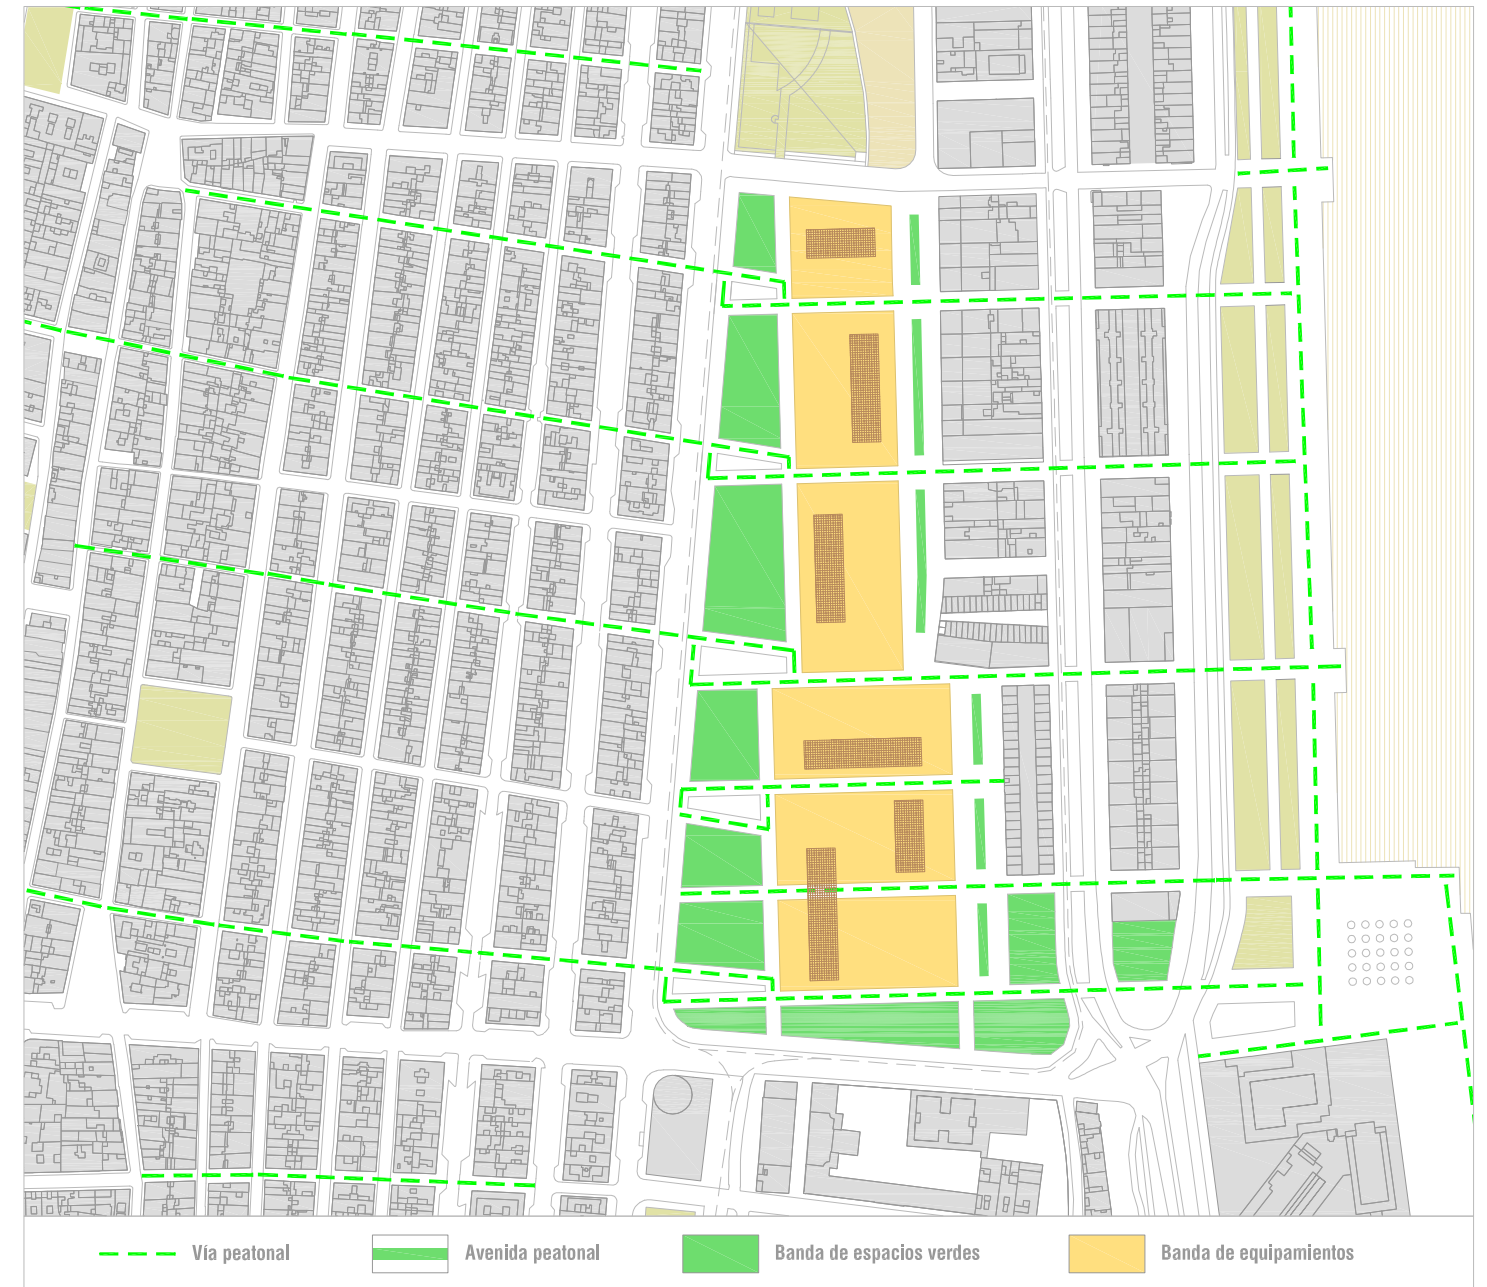 Vía peatonal
Avenida peatonal
Banda de espacios verdes
Banda de equipamientos